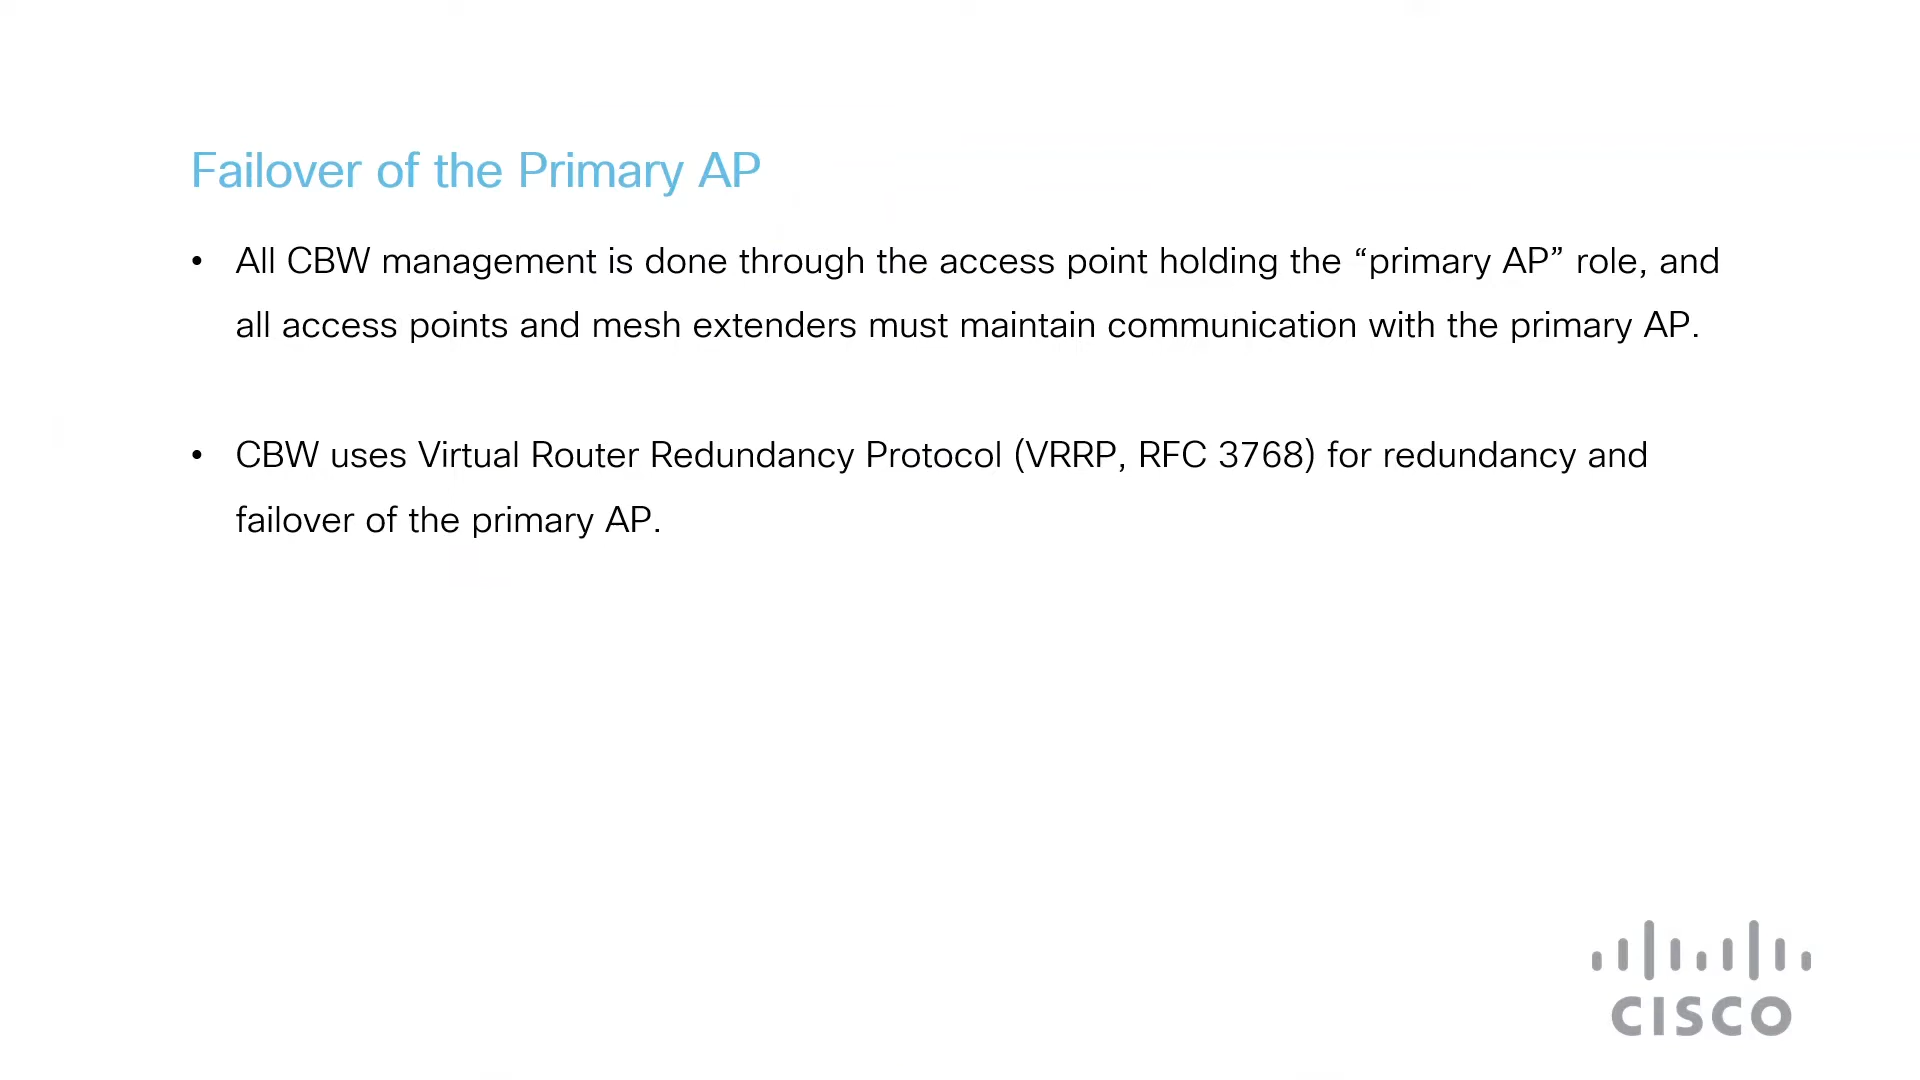 Failover of the Primary AP
• All CBW management is done through the access point holding the “primary AP” role, and
all access points and mesh extenders must maintain communication with the primary AP.
• CBW uses Virtual Router Redundancy Protocol (VRRP, RFC 3768) for redundancy and
failover of the primary AP.
CISCO